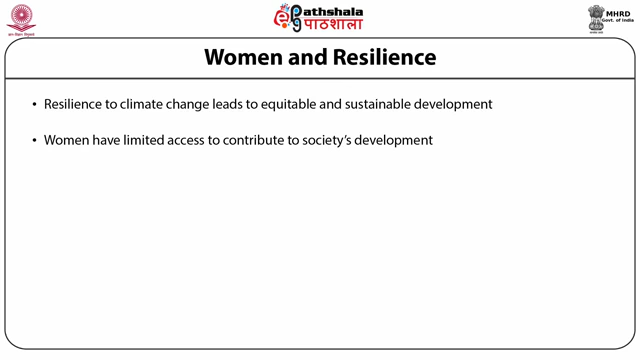 ePathshala
पाठशाला
MHRD
Govt. of India
Women and Resilience
• Resilience to climate change leads to equitable and sustainable development
• Women have limited access to contribute to society’s development